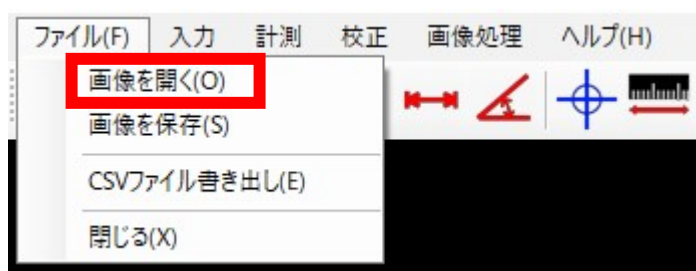 ファイル(F) 入力 計測 校正 画像処理 ヘルプ(H)
画像を開く(O)
画像を保存(S)
CSVファイル書き出し(E)
閉じる(X)